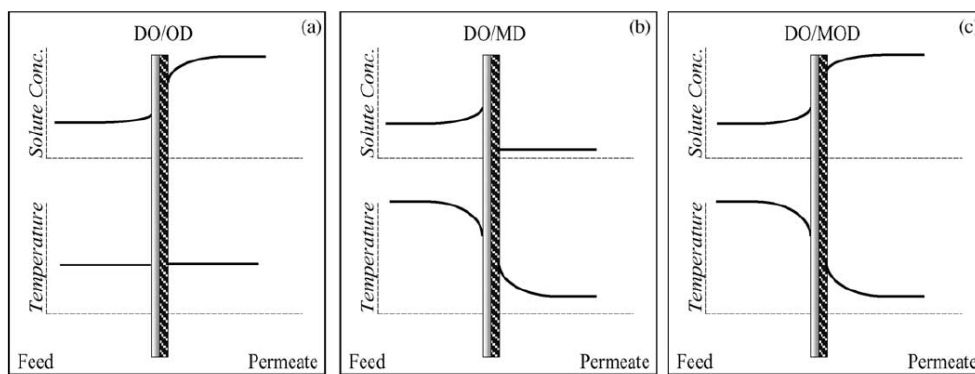 DO/OD
(a)
Solute Conc.
Temperature
Feed
Permeate
DO/MD
(b)
Solute Conc.
Temperature
Feed
Permeate
DO/MOD
(c)
Solute Conc.
Temperature
Feed
Permeate